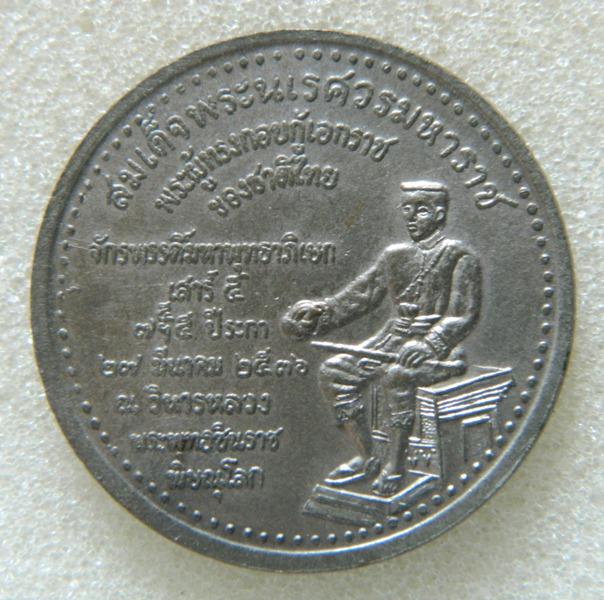 สมเด็จพระนเรศวรมหาราช
พระผู้ทรงกอบกู้เอกราช
ของชาติไทย
จักรพรรดิ์มหาพุทธาภิเษก
เสาร์ ๕
ปีระกา
๒๗ มีนาคม ๒๕๓๖
ณ วิหารหลวง
พระพุทธชินราช
พิษณุโลก